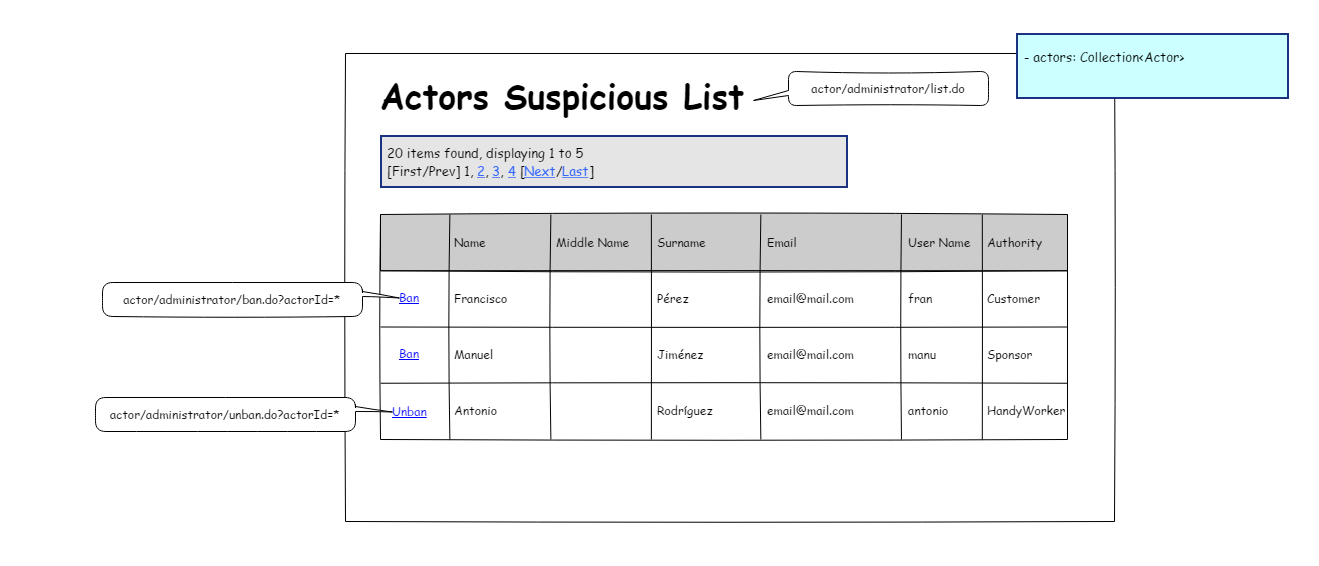 - actors: Collection<Actor>
Actors Suspicious List
actor/administrator/list.do
20 items found, displaying 1 to 5
[First/Prev] 1, 2, 3, 4 [Next/Last]
Name Middle Name Surname Email User Name Authority
actor/administrator/ban.do?actorId=*
Ban Francisco Pérez email@mail.com fran Customer
Ban Manuel Jiménez email@mail.com manu Sponsor
actor/administrator/unban.do?actorId=*
Unban Antonio Rodríguez email@mail.com antonio HandyWorker